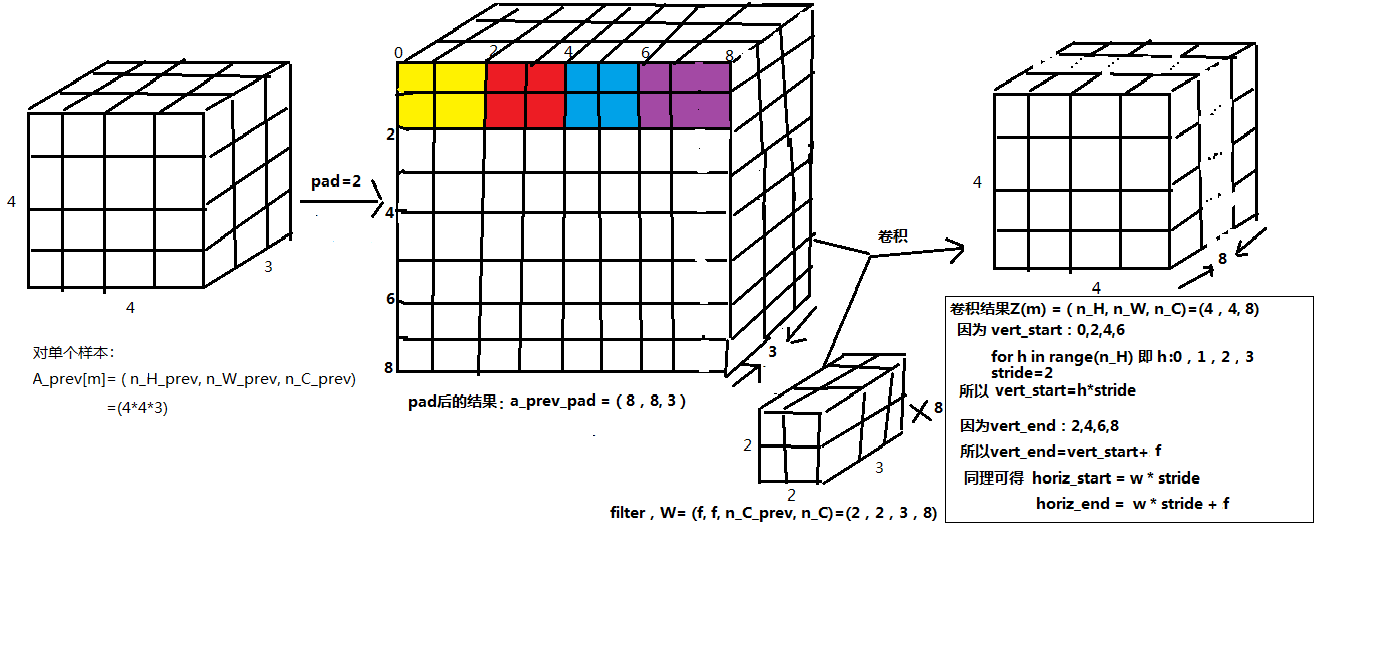 4
4
3
对单个样本：
A_prev[m]= ( n_H_prev, n_W_prev, n_C_prev)
=(4*4*3)
pad=2
0
2
4
6
8
2
4
6
8
3
pad后的结果：a_prev_pad =（8，8, 3 ）
卷积
2
2
3
8
filter，W= (f, f, n_C_prev, n_C)=(2，2，3，8)
4
4
8
卷积结果Z(m) =（ n_H, n_W, n_C)=(4，4, 8)
因为 vert_start：0,2,4,6
for h in range(n_H) 即 h:0，1，2，3
stride=2
所以 vert_start=h*stride
因为vert_end：2,4,6,8
所以vert_end=vert_start+ f
同理可得 horiz_start = w * stride
horiz_end = w * stride + f